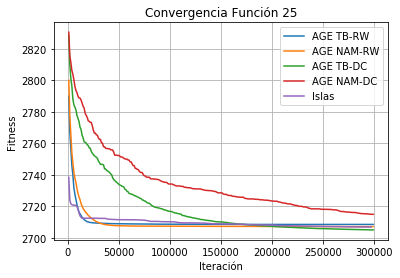 Convergencia Función 25
AGE TB-RW
AGE NAM-RW
AGE TB-DC
AGE NAM-DC
Islas
Fitness
2820
2800
2780
2760
2740
2720
2700
0 50000 100000 150000 200000 250000 300000
Iteración